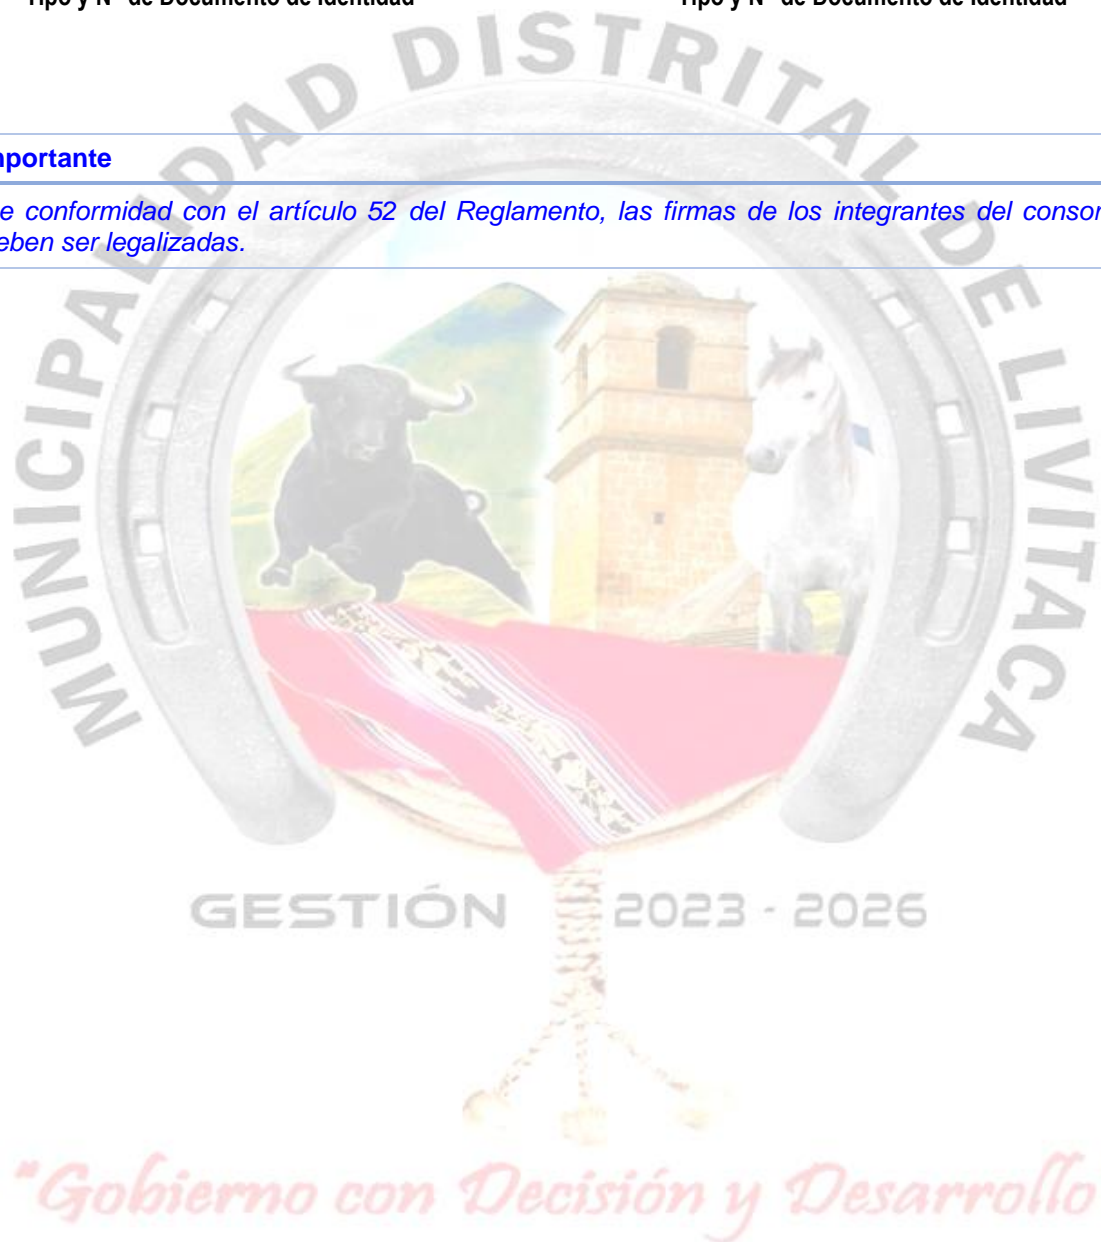 Tipo y N° de Documento de Identidad Tipo y N° de Documento de Identidad
mportante
e conformidad con el artículo 52 del Reglamento, las firmas de los integrantes del consor
eben ser legalizadas.
MUNICIPALIDAD DISTRITAL DE LIVITACA
GESTIÓN 2023 - 2026
"Gobierno con Decisión y Desarrollo